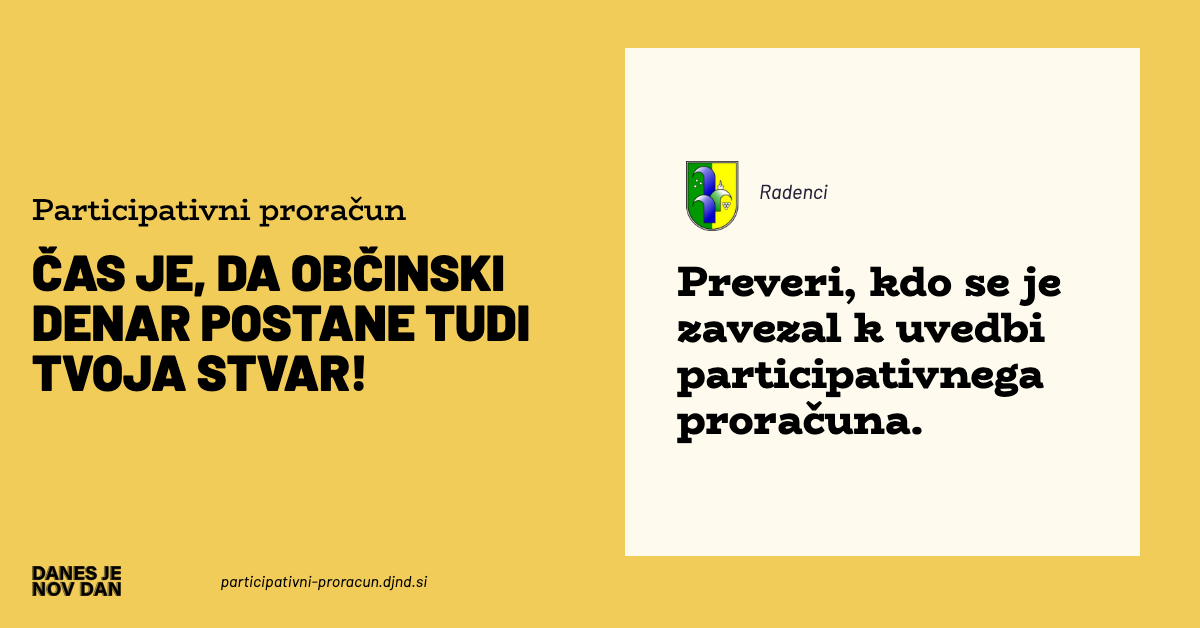 Participativni proračun
ČAS JE, DA OBČINSKI
DENAR POSTANE TUDI
TVOJA STVAR!
DANES JE
NOV DAN
participativni-proracun.djnd.si
Radenci
Preveri, kdo se je
zavezal k uvedbi
participativnega
proračuna.